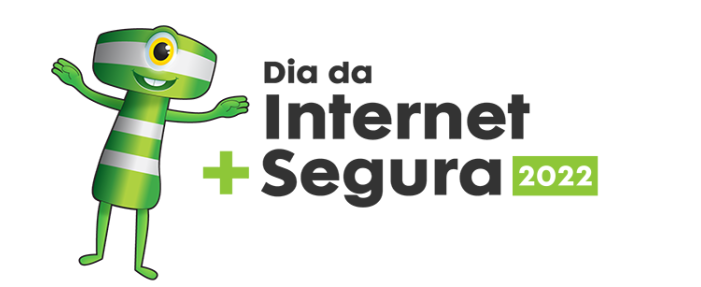 Dia da
Internet
+ Segura 2022